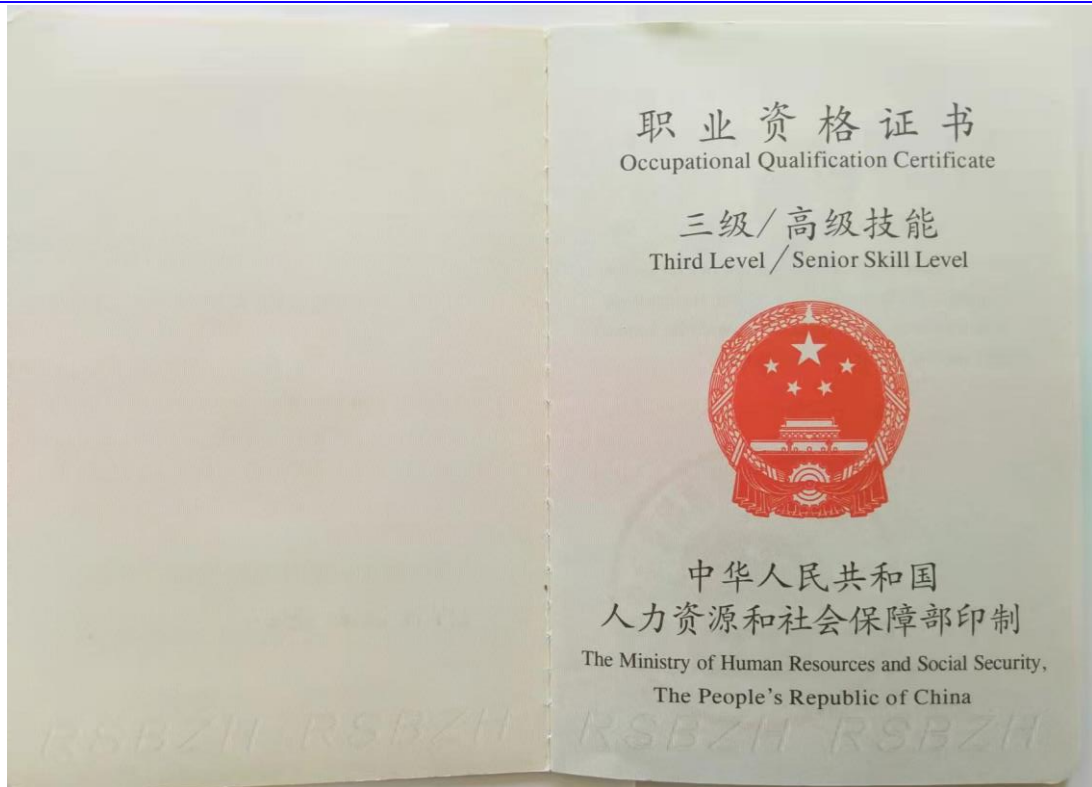 职业资格证书
Occupational Qualification Certificate
三级/高级技能
Third Level/Senior Skill Level
中华人民共和国
人力资源和社会保障部印制
The Ministry of Human Resources and Social Security,
The People's Republic of China
RSBZH RSBZH RSBZH RSBZH